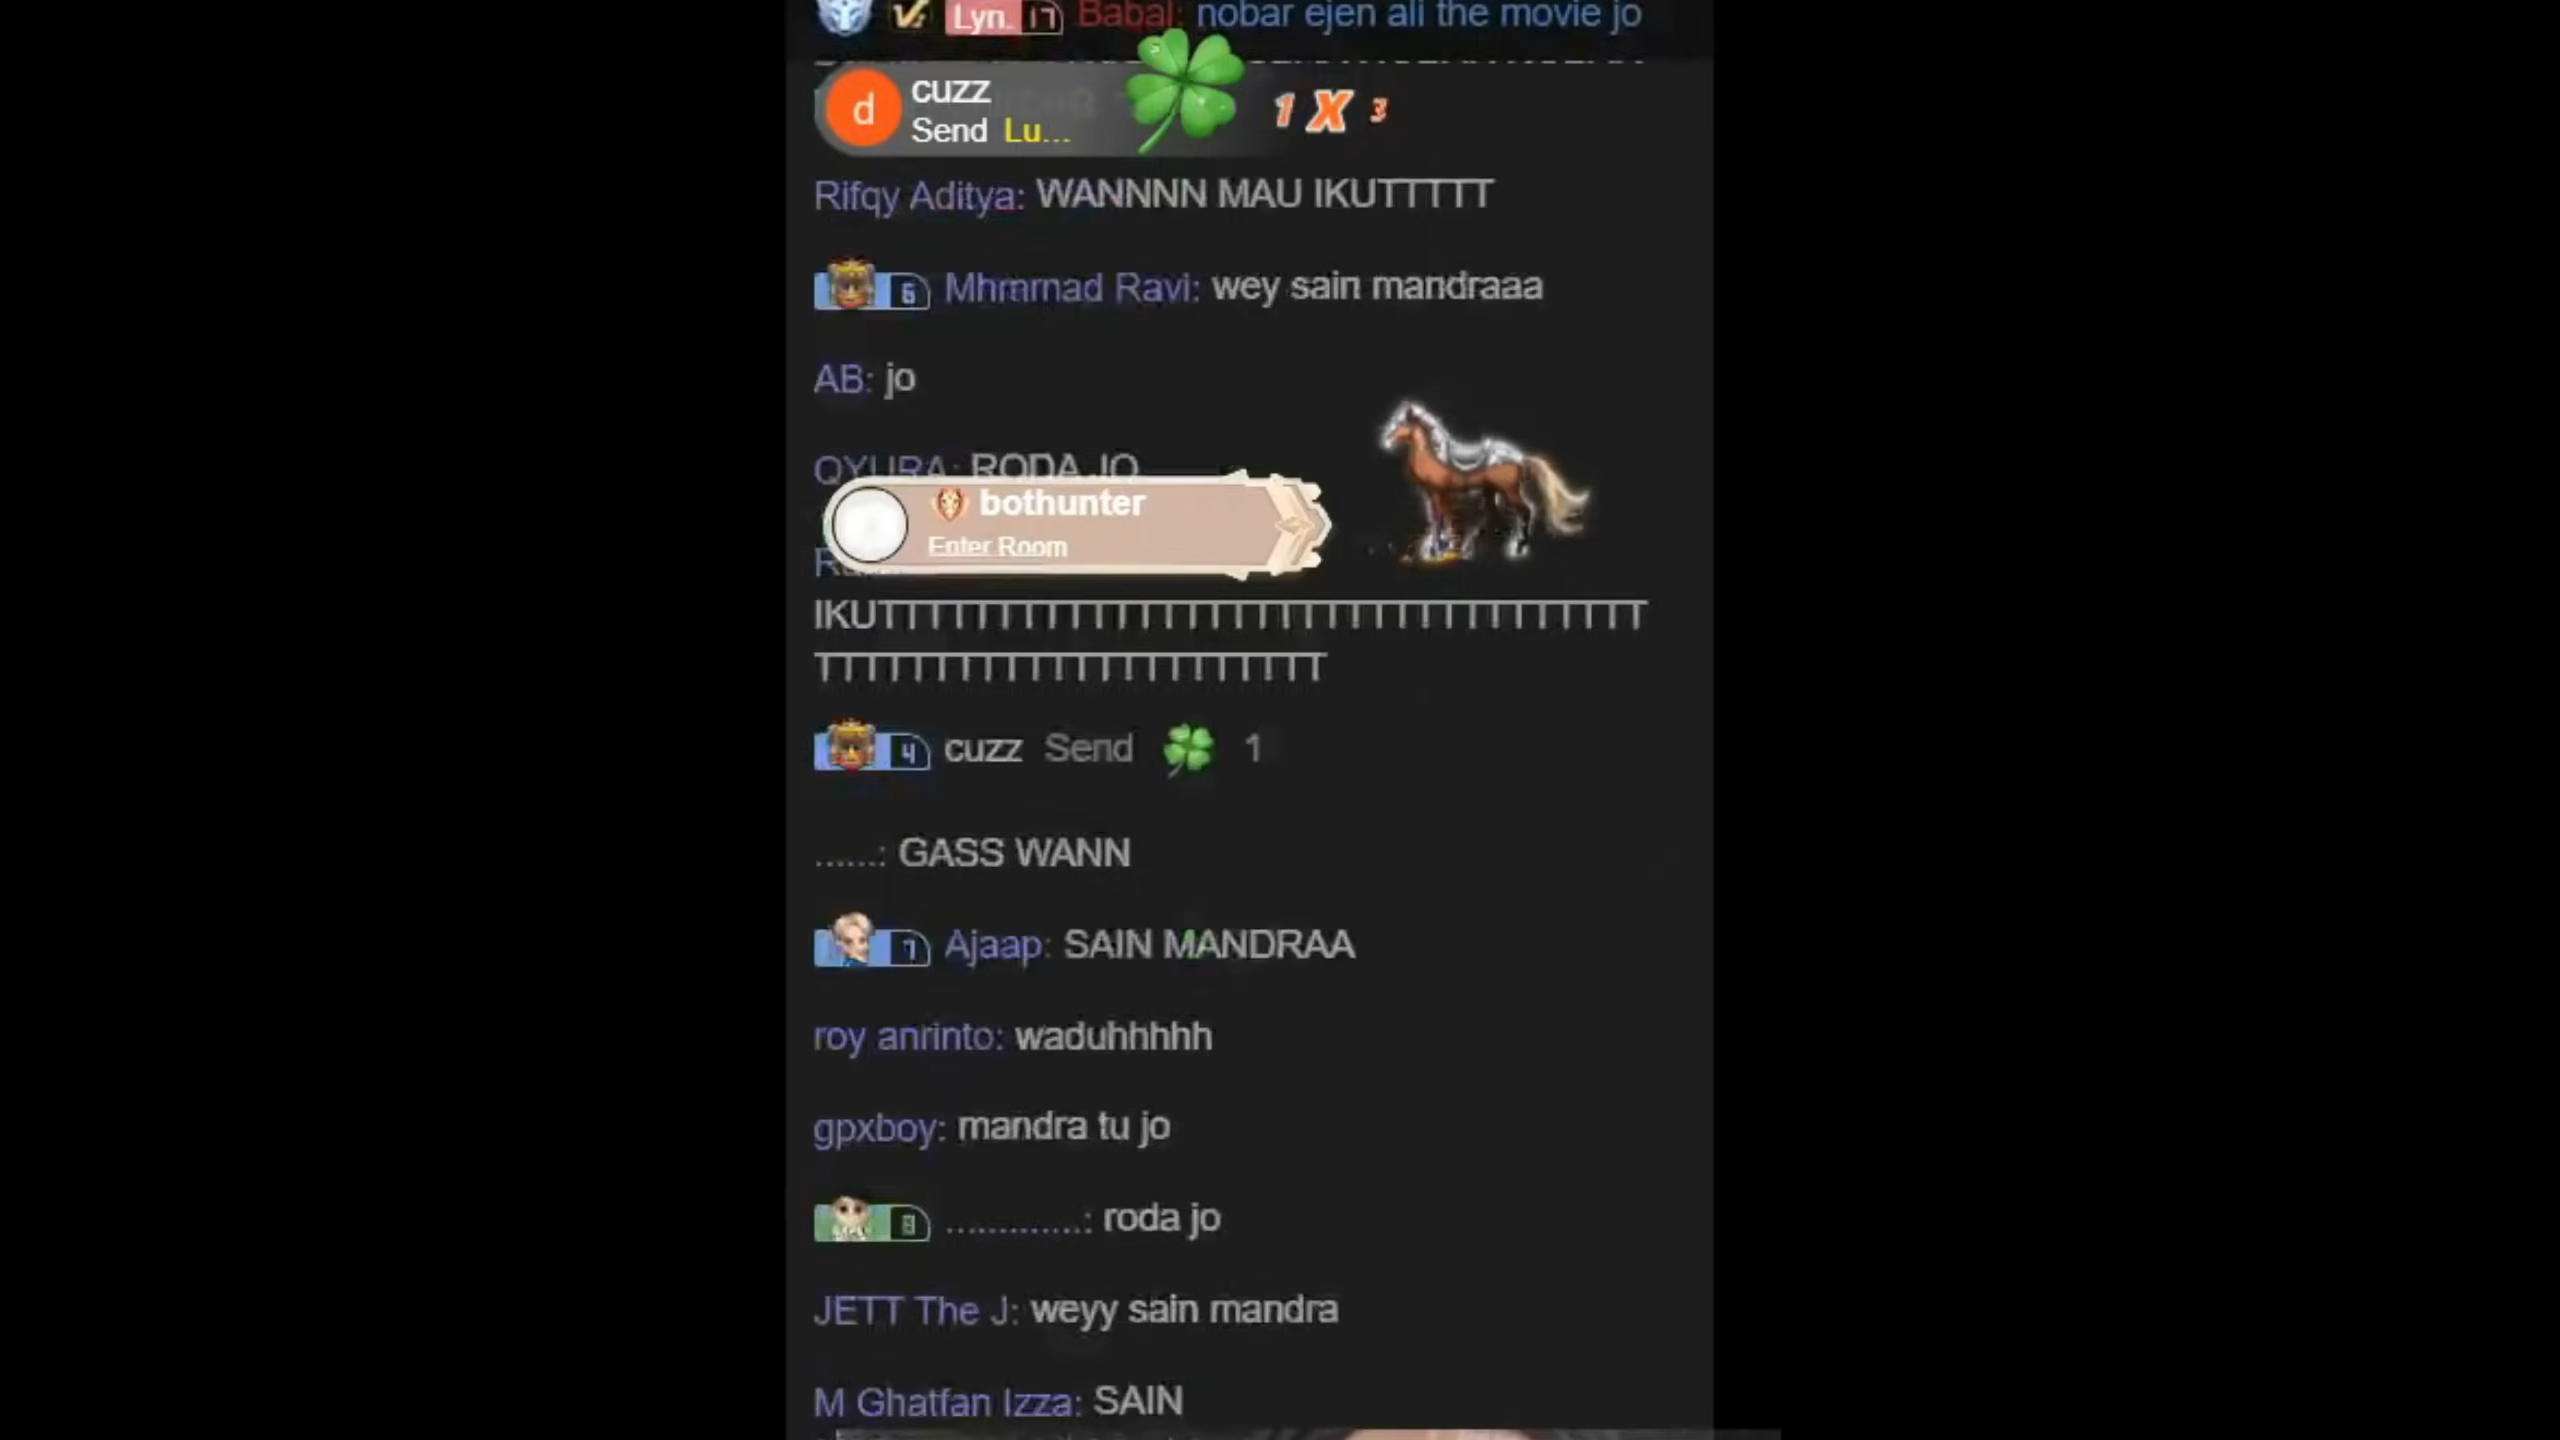 Lyn. 17 Babal: nobar ejen ali the movie jo
cuzz
Send Lu...
1 X 3
Rifqy Aditya: WANNNN MAU IKUTTTTT
6 Mhmmad Ravi: wey sain mandraaa
AB: jo
QYURA: RODA JO
bothunter
Enter Room
IKUTTTTTTTTTTTTTTTTTTTTTTTTTTTTTTTTT
TTTTTTTTTTTTTTTTTTTTTT
4 cuzz Send 1
......: GASS WANN
7 Ajaap: SAIN MANDRAA
roy anrinto: waduhhhhh
gpxboy: mandra tu jo
8 .............: roda jo
JETT The J: weyy sain mandra
M Ghatfan Izza: SAIN